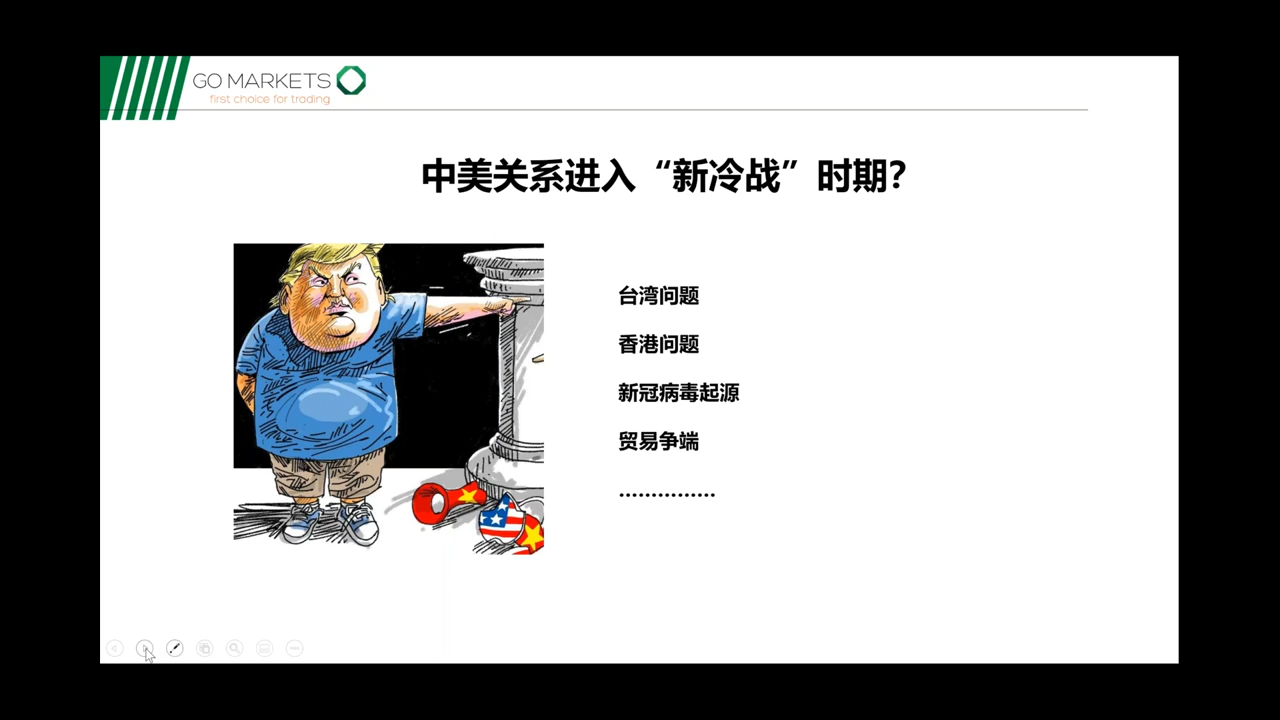 GO MARKETS
first choice for trading
中美关系进入“新冷战”时期？
台湾问题
香港问题
新冠病毒起源
贸易争端
……………